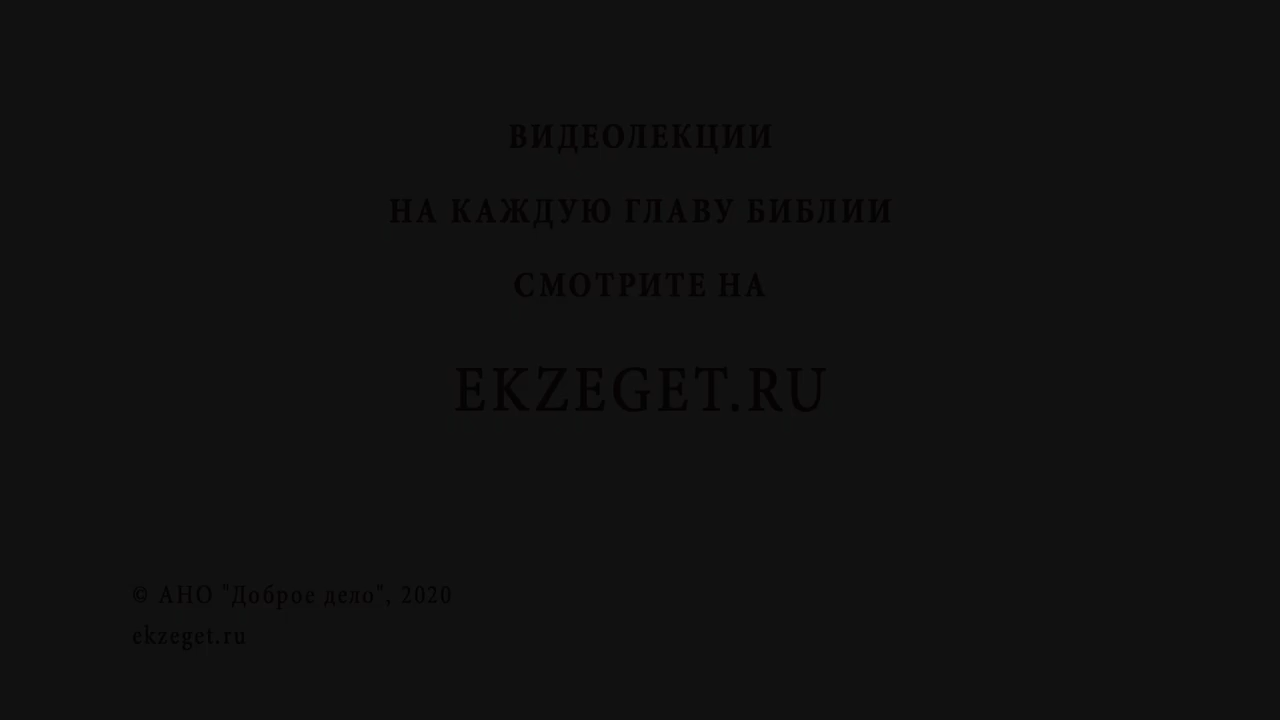 ВИДЕОЛЕКЦИИ
НА КАЖДУЮ ГЛАВУ БИБЛИИ
СМОТРИТЕ НА
EKZEGET.RU
© АНО "Доброе дело", 2020
ekzeget.ru